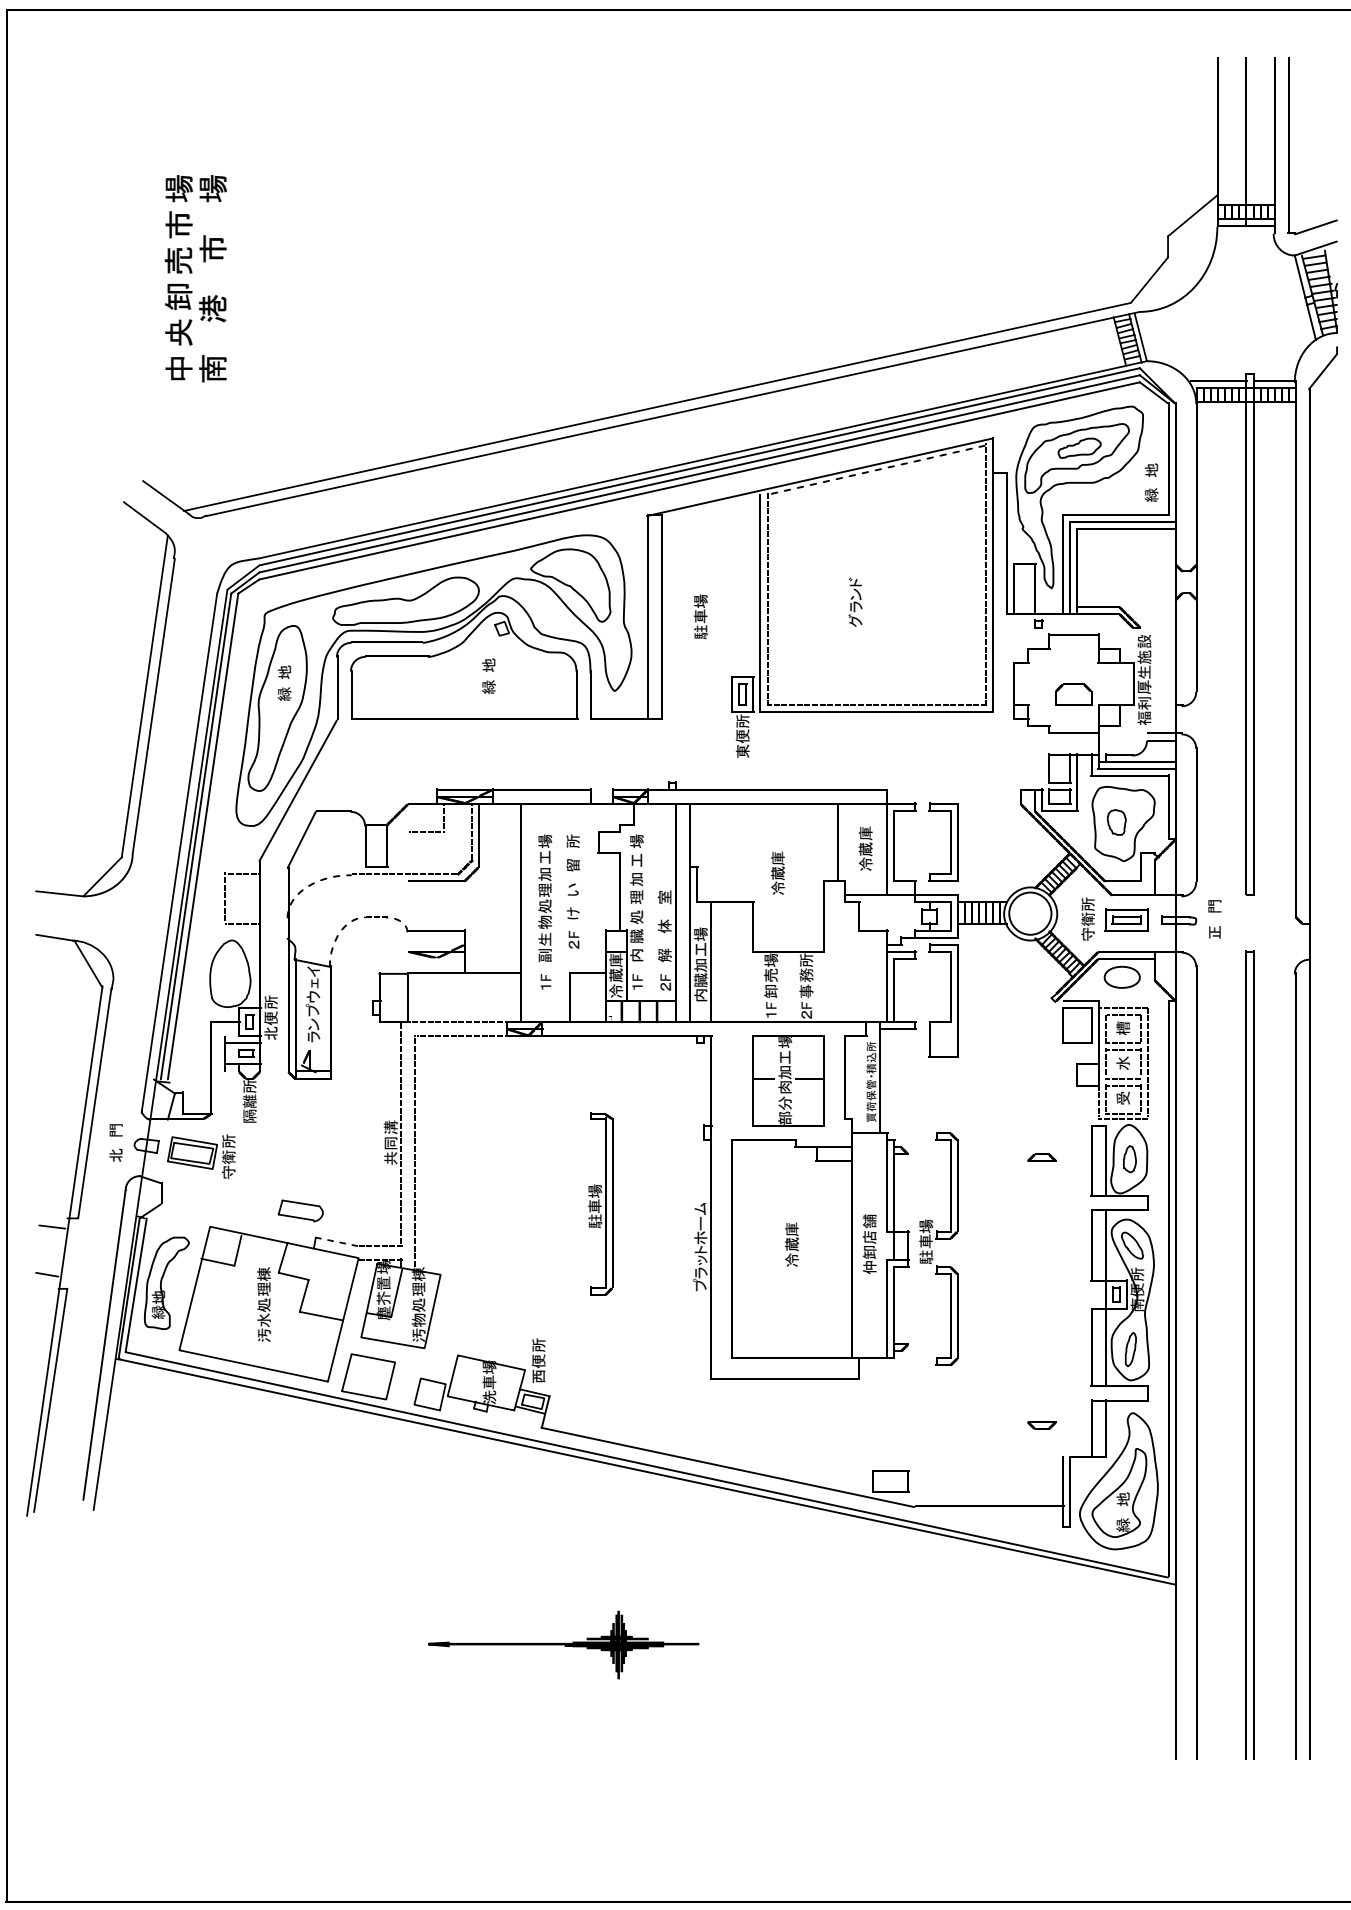 中央卸売市場
南港市場
緑地
緑地
駐車場
グランド
緑地
東便所
福利厚生施設
北便所
ランプウェイ
隔離所
北門
守衛所
1F 副生物処理加工場
2F けい留所
冷蔵庫
1F 内臓処理加工場
2F 解体室
内臓加工場
冷蔵庫
冷蔵庫
1F 卸売場
2F 事務所
守衛所
正門
共同溝
駐車場
プラットホーム
部分肉加工場
買荷保管・積込所
冷蔵庫
仲卸店舗
駐車場
受水槽
南便所
緑地
緑地
汚水処理棟
塵芥置場
汚物処理棟
洗車場
西便所